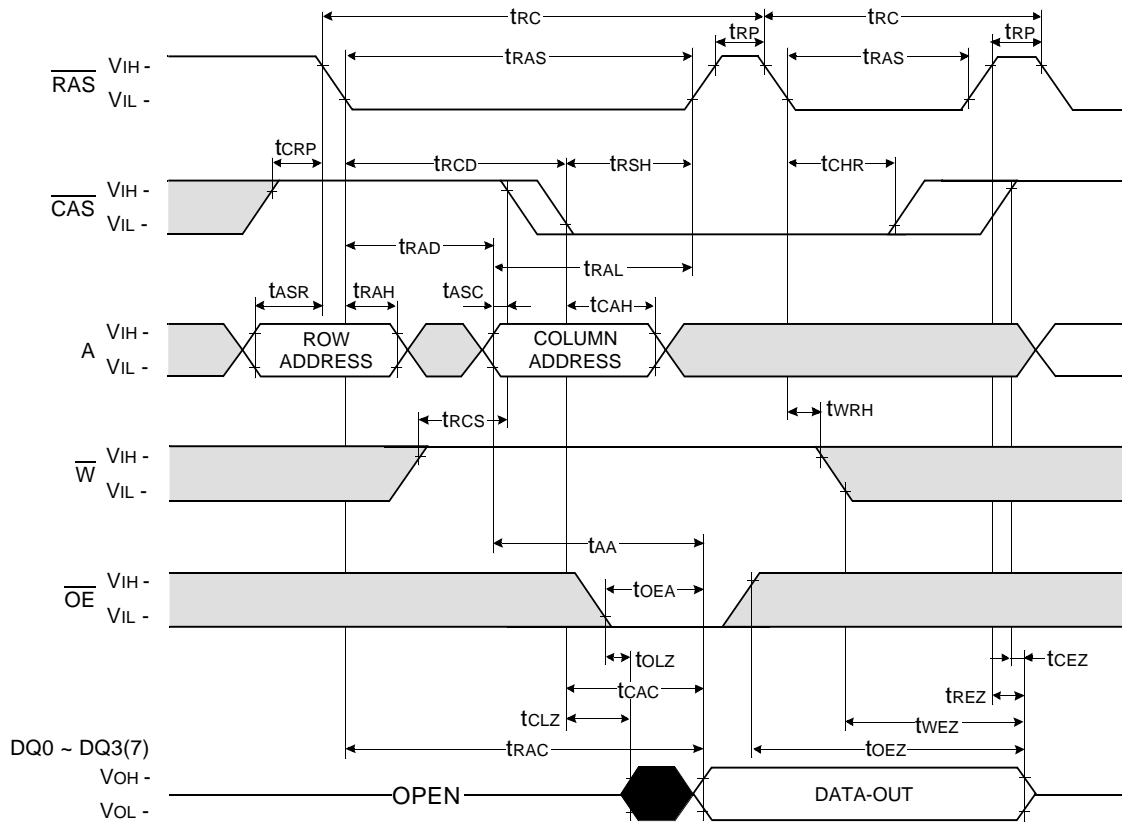 tRC tRC
tRP tRP
tRAS tRAS
RAS VIH -
VIL -
tCRP tRCD tRSH tCHR
CAS VIH -
VIL -
tRAD
tRAL
tASR tRAH tASC tCAH
A VIH -
VIL -
ROW
ADDRESS
COLUMN
ADDRESS
tRCS tWRH
W VIH -
VIL -
tAA
OE VIH -
VIL -
tOEA
tOLZ tCEZ
tCAC tREZ
tCLZ tWEZ
DQ0 ~ DQ3(7) tRAC tOEZ
VOH -
VOL -
OPEN DATA-OUT